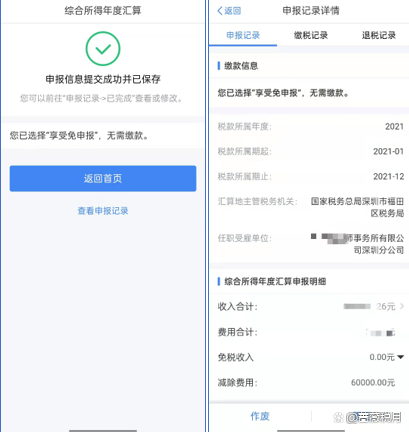 综合所得年度汇算
申报信息提交成功并已保存
您可以前往“申报记录->已完成”查看或修改。
您已选择“享受免申报”，无需缴款。
返回首页
查看申报记录
返回
申报记录详情
申报记录
缴税记录
退税记录
缴款信息
您已选择“享受免申报”，无需缴款。
税款所属年度：
2021
税款所属期起：
2021-01
税款所属期止：
2021-12
汇算地主管税务机关：
国家税务总局深圳市福田
区税务局
任职受雇单位：
师事务所有限公
司深圳分公司
综合所得年度汇算申报明细
收入合计：
26元
费用合计：
元
免税收入
0.00元
减除费用：
60000.00元
作废